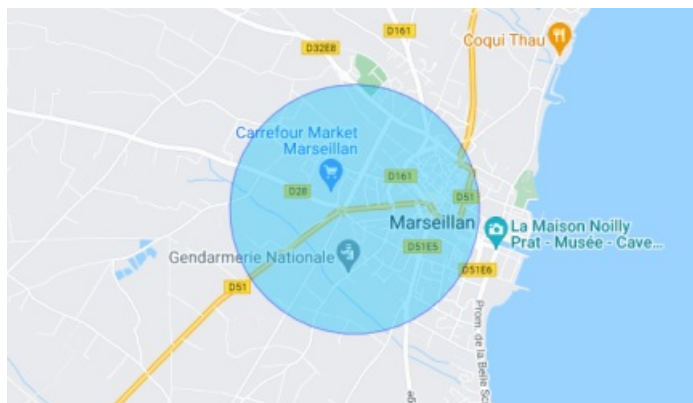 D161
D32E8
Coqui Thau
Carrefour Market
Marseillan
D28
D161
D51
Marseillan
La Maison Noilly
Prat - Musée - Cave...
D51E5
Gendarmerie Nationale
D51E6
D51
Prom. de la Belle Sc